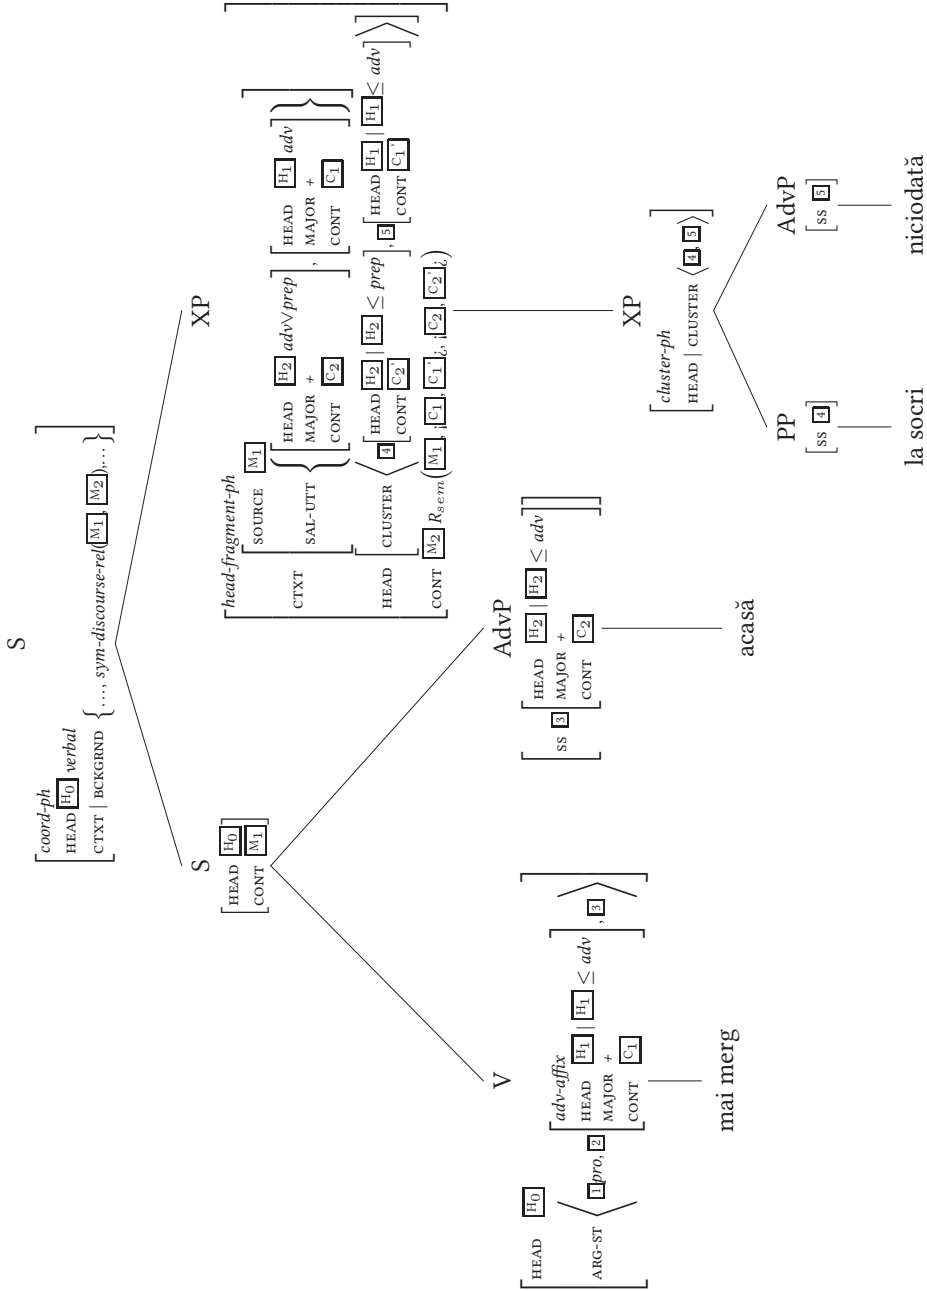 S
coord-ph
HEAD H0 verbal
CTXT | BCKGRND {…, sym-discourse-rel(M1, M2),…}
S
HEAD H0
CONT M1
XP
head-fragment-ph
CTXT
SOURCE M1
SAL-UTT
HEAD H2 adv∨prep
MAJOR +
CONT C2
,
HEAD H1 adv
MAJOR +
CONT C1
HEAD
CLUSTER
4
HEAD H2 | H2 ≤ prep
CONT C2'
, 5
HEAD H1 | H1 ≤ adv
CONT C1'
CONT M2 Rsem(M1, ¡C1, C1'¿, ¡C2, C2'¿)
V
HEAD H0
ARG-ST ⟨1pro, 2
adv-affix
HEAD H1 | H1 ≤ adv
MAJOR +
CONT C1
, 3⟩
mai merg
AdvP
SS 3
HEAD H2 | H2 ≤ adv
MAJOR +
CONT C2
acasă
XP
cluster-ph
HEAD | CLUSTER ⟨4, 5⟩
PP
SS 4
la socri
AdvP
SS 5
niciodată